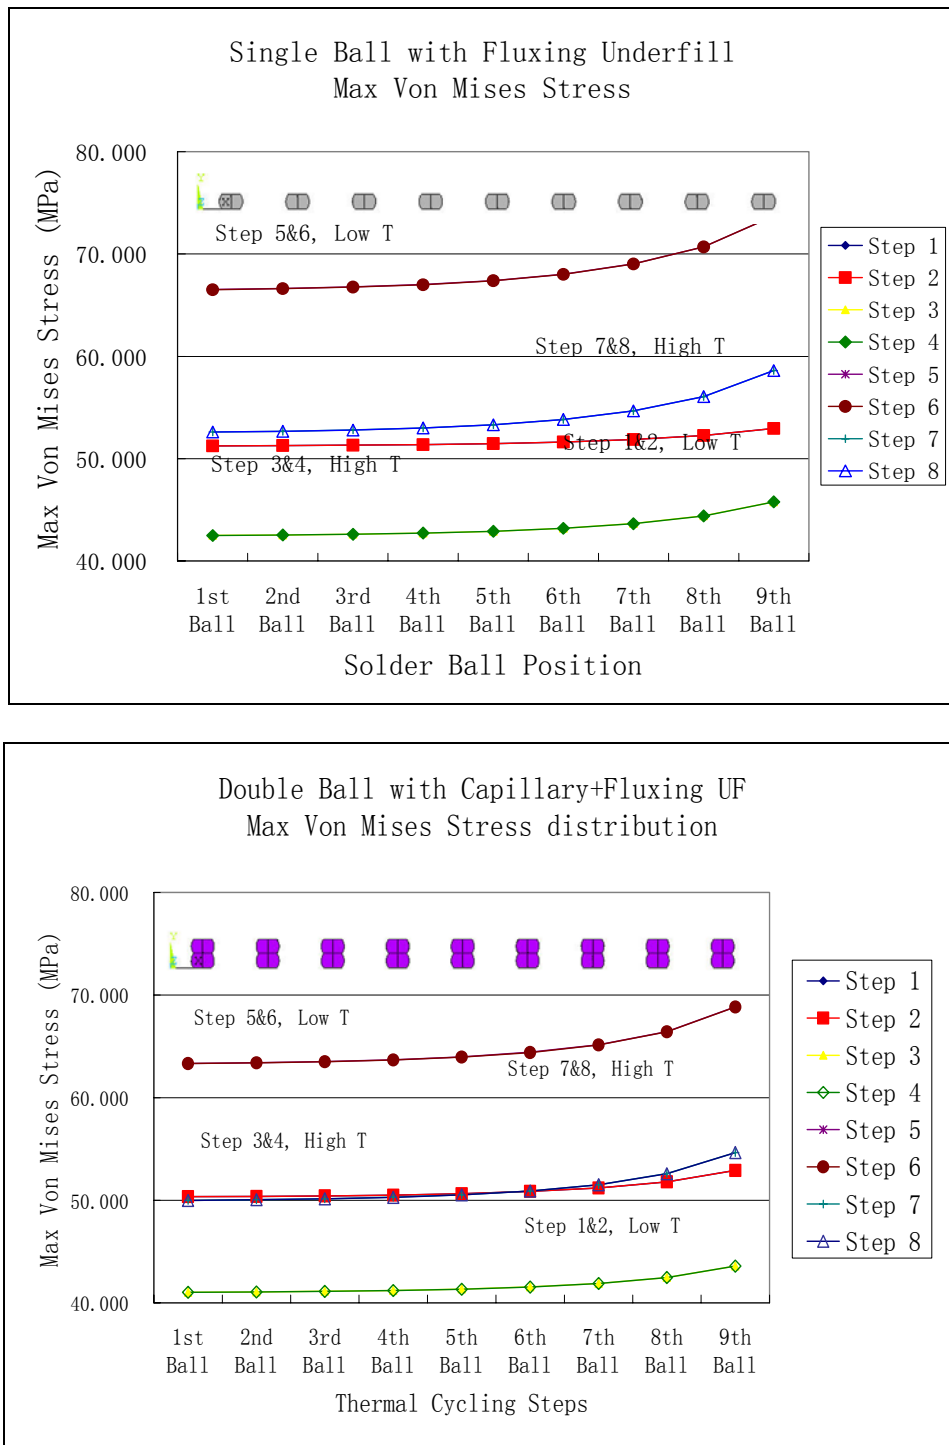 Single Ball with Fluxing Underfill
Max Von Mises Stress
80.000
70.000
60.000
50.000
40.000
Max Von Mises Stress (MPa)
Y
X
Step 5&6, Low T
Step 7&8, High T
Step 1&2, Low T
Step 3&4, High T
Step 1
Step 2
Step 3
Step 4
Step 5
Step 6
Step 7
Step 8
1st 2nd 3rd 4th 5th 6th 7th 8th 9th
Ball Ball Ball Ball Ball Ball Ball Ball Ball
Solder Ball Position
Double Ball with Capillary+Fluxing UF
Max Von Mises Stress distribution
80.000
70.000
60.000
50.000
40.000
Max Von Mises Stress (MPa)
Y
X
Step 5&6, Low T
Step 7&8, High T
Step 3&4, High T
Step 1&2, Low T
Step 1
Step 2
Step 3
Step 4
Step 5
Step 6
Step 7
Step 8
1st 2nd 3rd 4th 5th 6th 7th 8th 9th
Ball Ball Ball Ball Ball Ball Ball Ball Ball
Thermal Cycling Steps